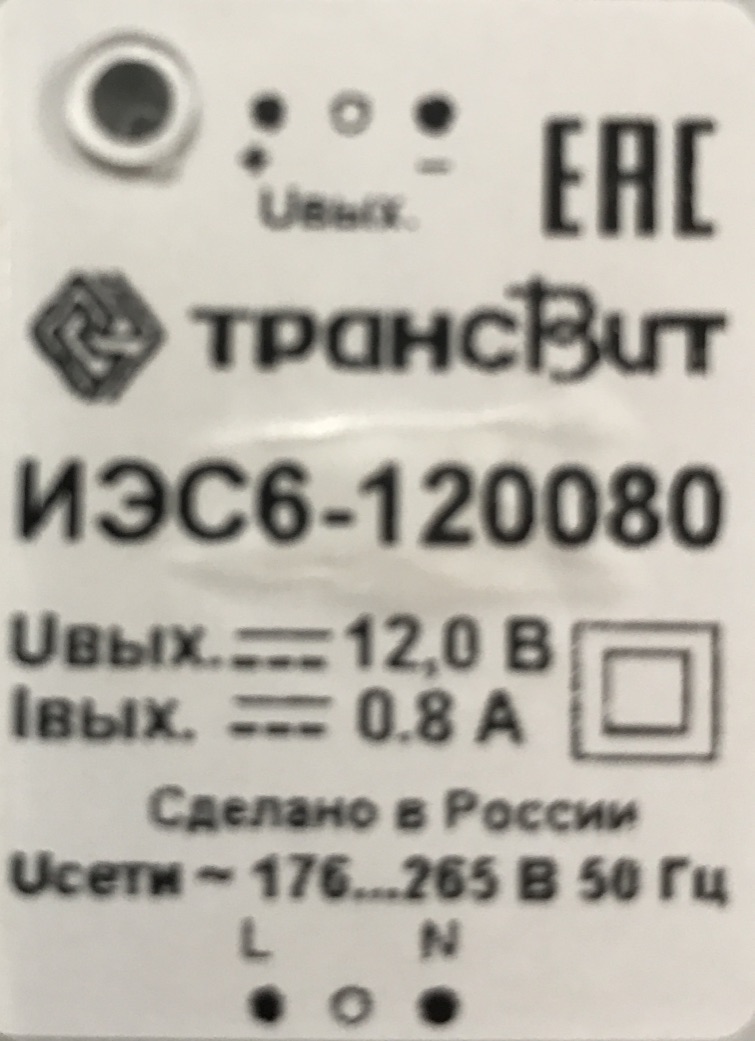 + −
Uвых.
EAC
трансВит
ИЭС6-120080
Uвых. 12,0 В
Iвых. 0.8 А
Сделано в России
Uсети ~ 176...265 В 50 Гц
L N